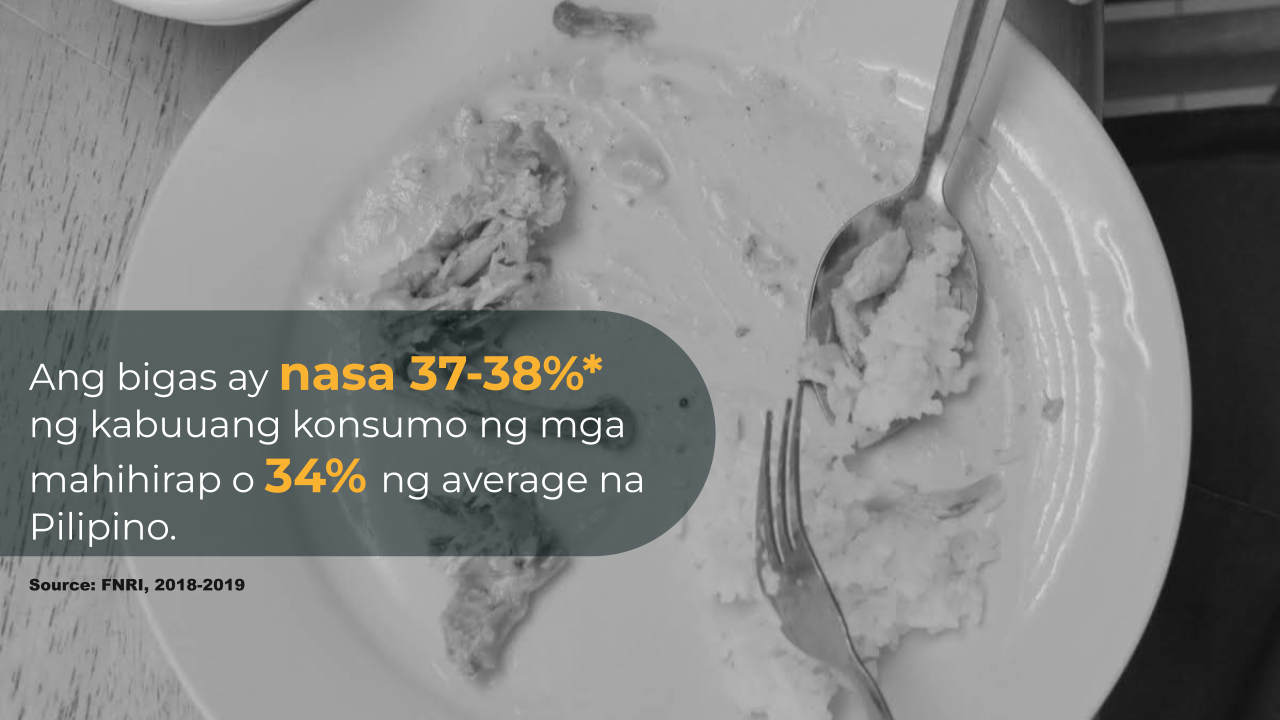 Ang bigas ay nasa 37-38%*
ng kabuuang konsumo ng mga
mahihirap o 34% ng average na
Pilipino.
Source: FNRI, 2018-2019